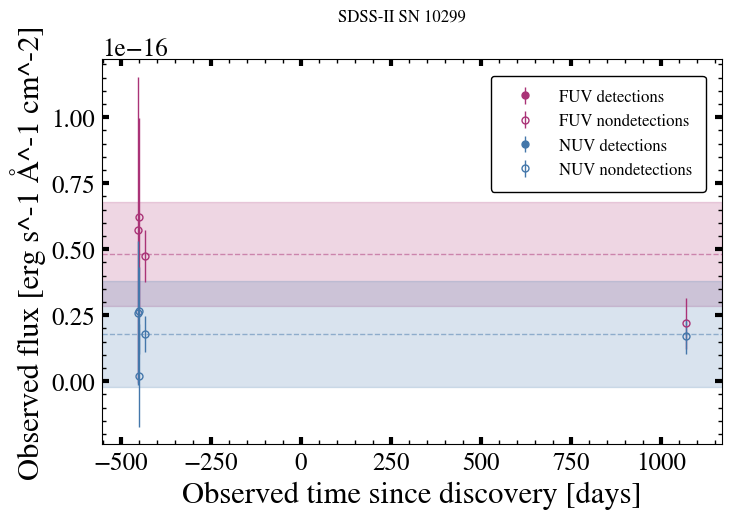 SDSS-II SN 10299
1e−16
Observed flux [erg s^-1 Å^-1 cm^-2]
1.00
0.75
0.50
0.25
0.00
FUV detections
FUV nondetections
NUV detections
NUV nondetections
−500 −250 0 250 500 750 1000
Observed time since discovery [days]